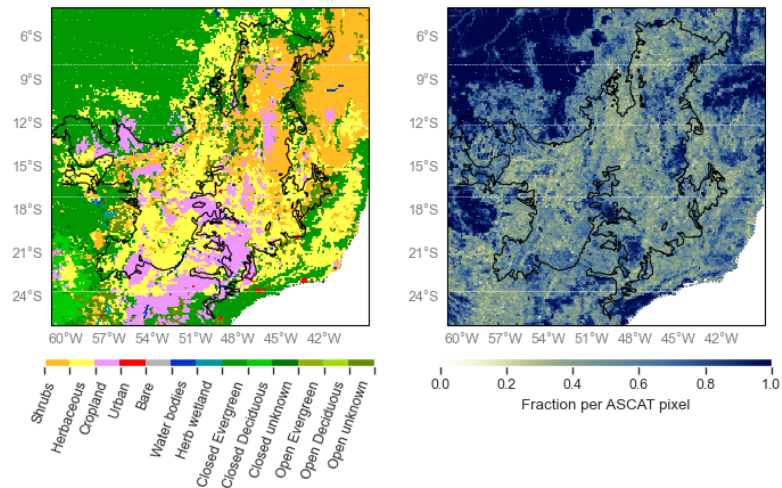 6°S
9°S
12°S
15°S
18°S
21°S
24°S
60°W 57°W 54°W 51°W 49°W 45°W 42°W
Shrubs
Herbaceous
Cropland
Urban
Bare
Water bodies
Herb wetland
Closed Evergreen
Closed Deciduous
Closed unknown
Open Evergreen
Open Deciduous
Open unknown
6°S
9°S
12°S
15°S
18°S
21°S
24°S
60°W 57°W 54°W 51°W 49°W 45°W 42°W
0.0 0.2 0.4 0.6 0.8 1.0
Fraction per ASCAT pixel